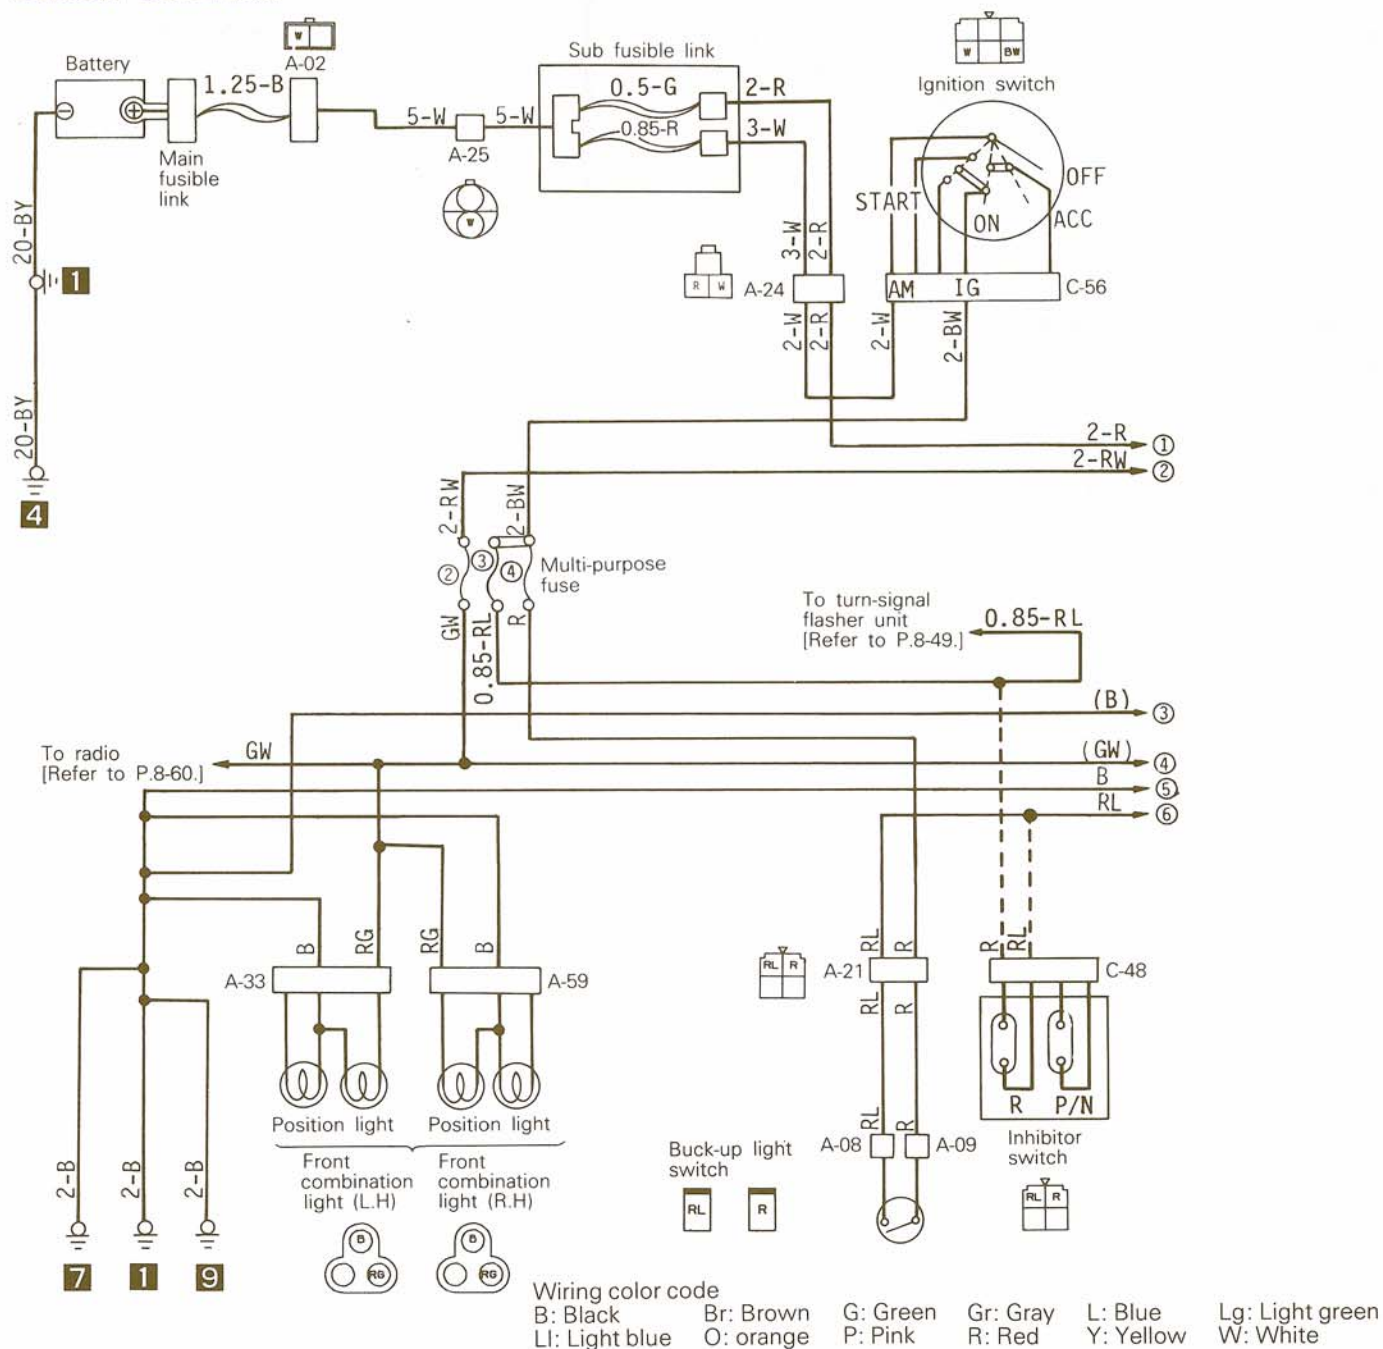 W
W BW
Battery
A-02
Sub fusible link
Ignition switch
1.25-B
0.5-G
2-R
0.85-R
3-W
5-W
5-W
A-25
Main
fusible
link
W
OFF
START
ON
ACC
20-BY
1
3-W
2-R
R W
A-24
AM IG
C-56
2-W
2-R
2-W
2-BW
20-BY
4
2-R ①
2-RW ②
2-RW
2-BW
② ③ ④
Multi-purpose
fuse
GW
0.85-RL
R
To turn-signal
flasher unit
[Refer to P.8-49.]
0.85-RL
(B) ③
To radio
[Refer to P.8-60.]
GW
(GW) ④
B ⑤
RL ⑥
B
RG
RG
B
RL
R
R
RL
A-33
A-59
RL R
A-21
C-48
RL
R
Position light
Position light
R P/N
RL
R
Front
combination
light (L.H)
Front
combination
light (R.H)
Buck-up light
switch
A-08
A-09
Inhibitor
switch
2-B
2-B
2-B
RL
R
RL R
B
RG
B
RG
7
1
9
Wiring color code
B: Black Br: Brown G: Green Gr: Gray L: Blue Lg: Light green
Ll: Light blue O: orange P: Pink R: Red Y: Yellow W: White